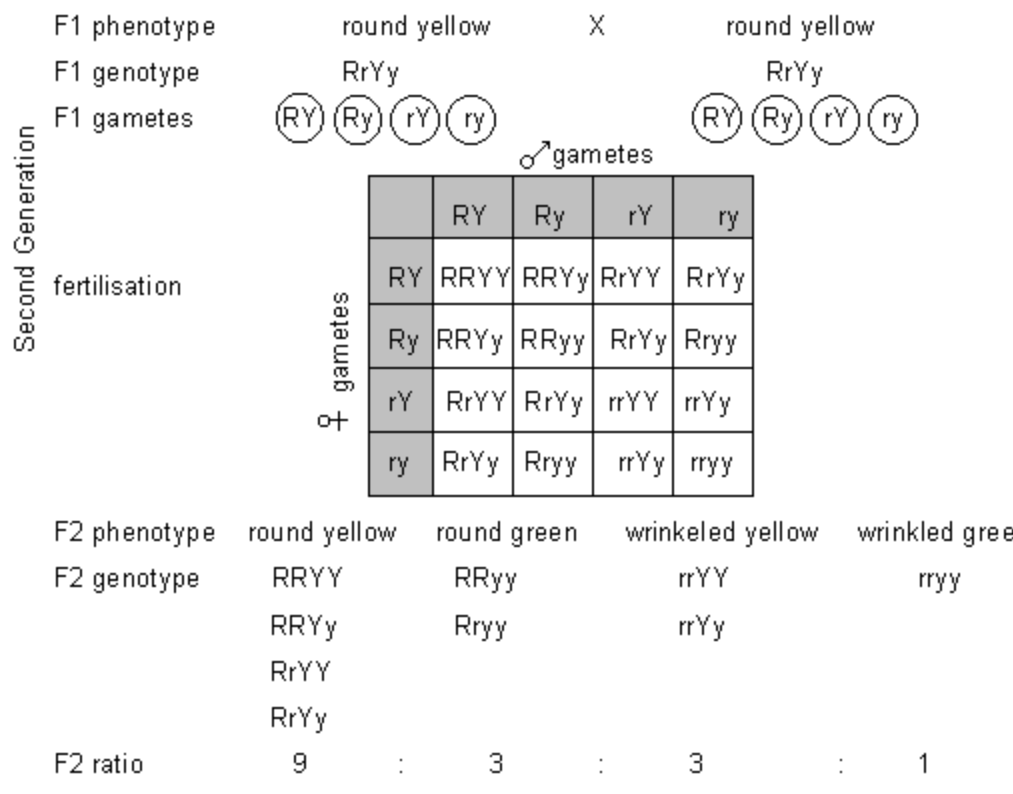 F1 phenotype round yellow X round yellow
F1 genotype RrYy RrYy
F1 gametes RY Ry rY ry RY Ry rY ry
♂gametes
RY Ry rY ry
RY RRYY RRYy RrYY RrYy
Second Generation
fertilisation
♀ gametes
Ry RRYy RRyy RrYy Rryy
rY RrYY RrYy rrYY rrYy
ry RrYy Rryy rrYy rryy
F2 phenotype round yellow round green wrinkeled yellow wrinkled gree
F2 genotype RRYY RRyy rrYY rryy
RRYy Rryy rrYy
RrYY
RrYy
F2 ratio 9 : 3 : 3 : 1